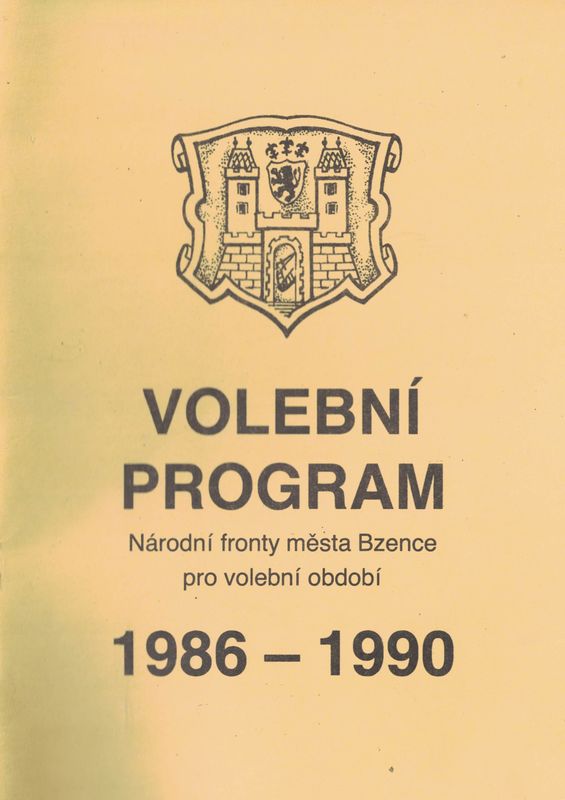 VOLEBNÍ
PROGRAM
Národní fronty města Bzence
pro volební období
1986 – 1990